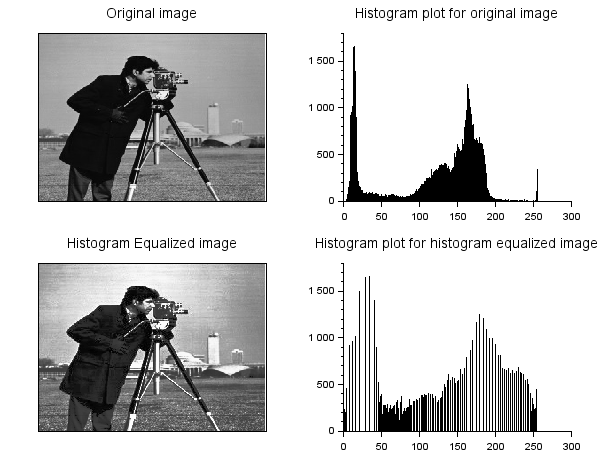 Original image
Histogram plot for original image
1 500
1 000
500
0
0 50 100 150 200 250 300
Histogram Equalized image
Histogram plot for histogram equalized image
1 500
1 000
500
0
0 50 100 150 200 250 300